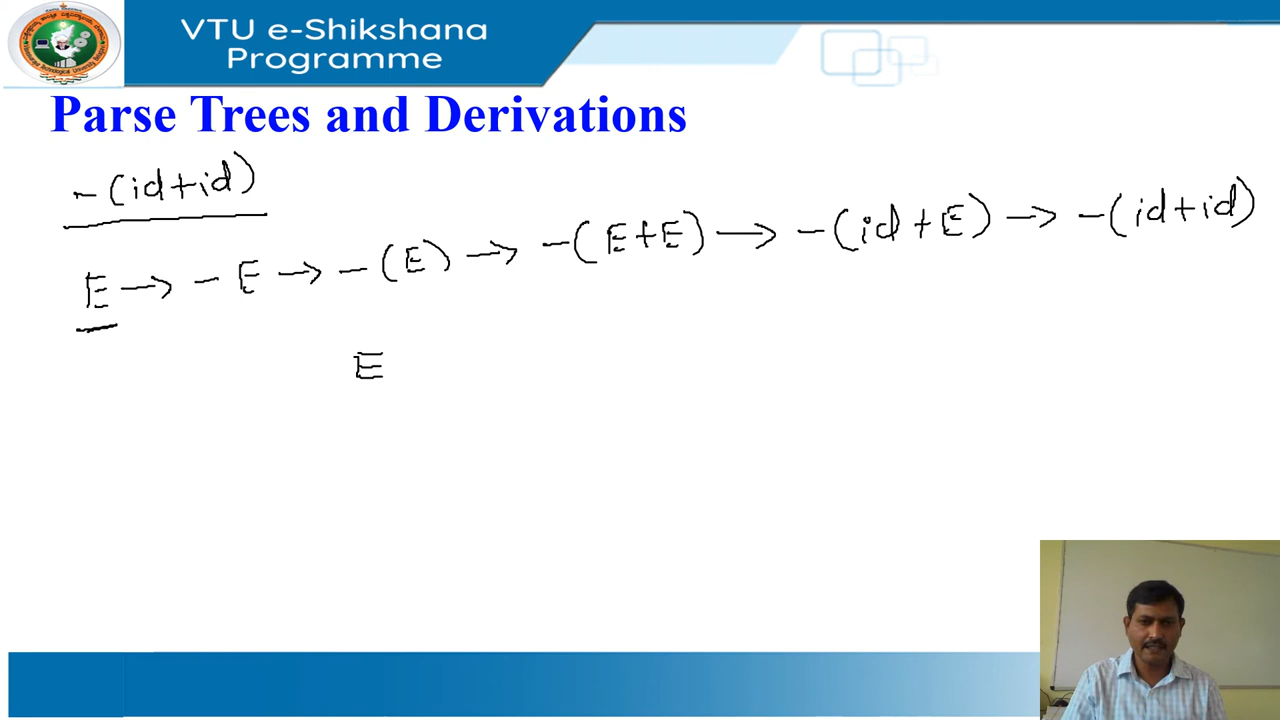 VTU e-Shikshana
Programme
Parse Trees and Derivations
-(id+id)
E → - E → -(E) → -(E+E) → -(id+E) → -(id+id)
E